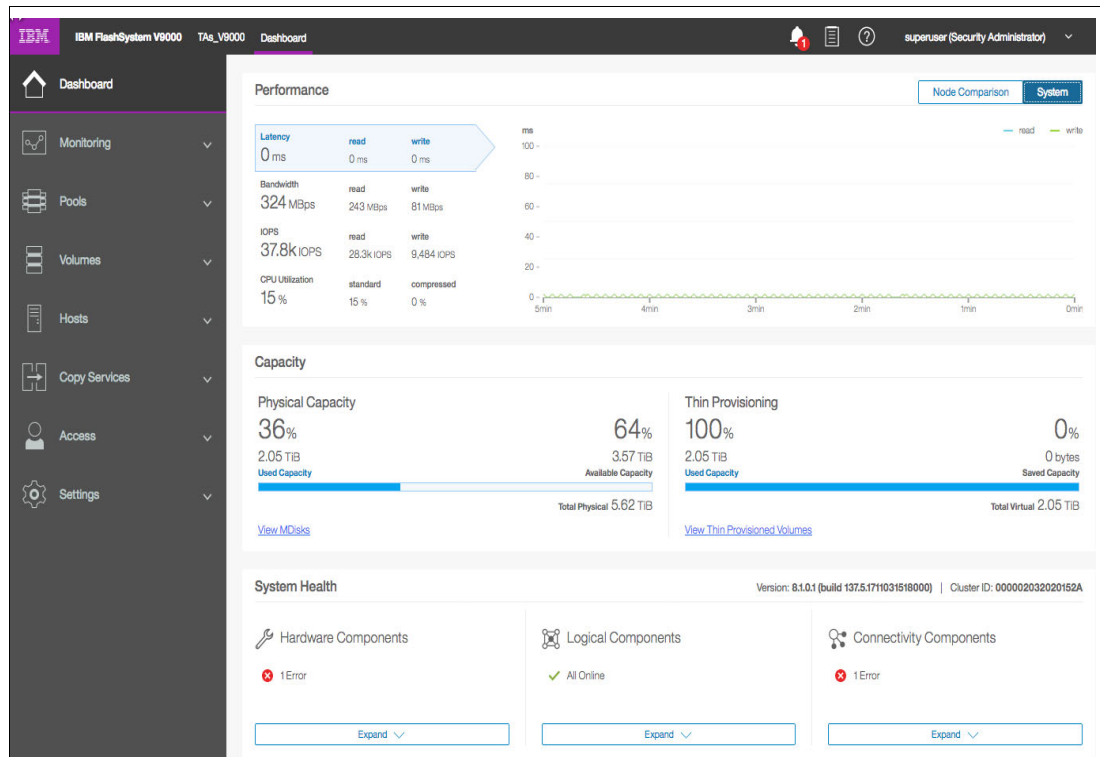 IBM IBM FlashSystem V9000 TAs_V9000 Dashboard 1 superuser (Security Administrator)
Dashboard
Monitoring
Pools
Volumes
Hosts
Copy Services
Access
Settings
Performance Node Comparison System
Latency read write
0 ms 0 ms 0 ms
Bandwidth read write
324 MBps 243 MBps 81 MBps
IOPS read write
37.8k IOPS 28.3k IOPS 9,484 IOPS
CPU Utilization standard compressed
15 % 15 % 0 %
ms read write
100
80
60
40
20
0
5min 4min 3min 2min 1min 0min
Capacity
Physical Capacity
36% 64%
2.05 TiB 3.57 TiB
Used Capacity Available Capacity
Total Physical 5.62 TiB
View MDisks
Thin Provisioning
100% 0%
2.05 TiB 0 bytes
Used Capacity Saved Capacity
Total Virtual 2.05 TiB
View Thin Provisioned Volumes
System Health Version: 8.1.0.1 (build 137.5.1711031518000) | Cluster ID: 000002032020152A
Hardware Components Logical Components Connectivity Components
1 Error All Online 1 Error
Expand Expand Expand